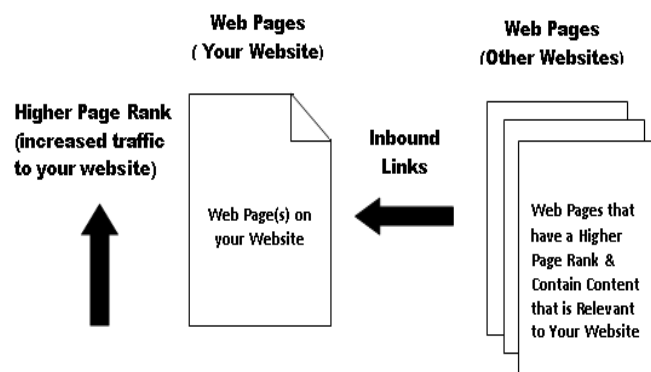 Web Pages
( Your Website)
Web Pages
(Other Websites)
Higher Page Rank
(increased traffic
to your website)
Inbound
Links
Web Page(s) on
your Website
Web Pages that
have a Higher
Page Rank &
Contain Content
that is Relevant
to Your Website